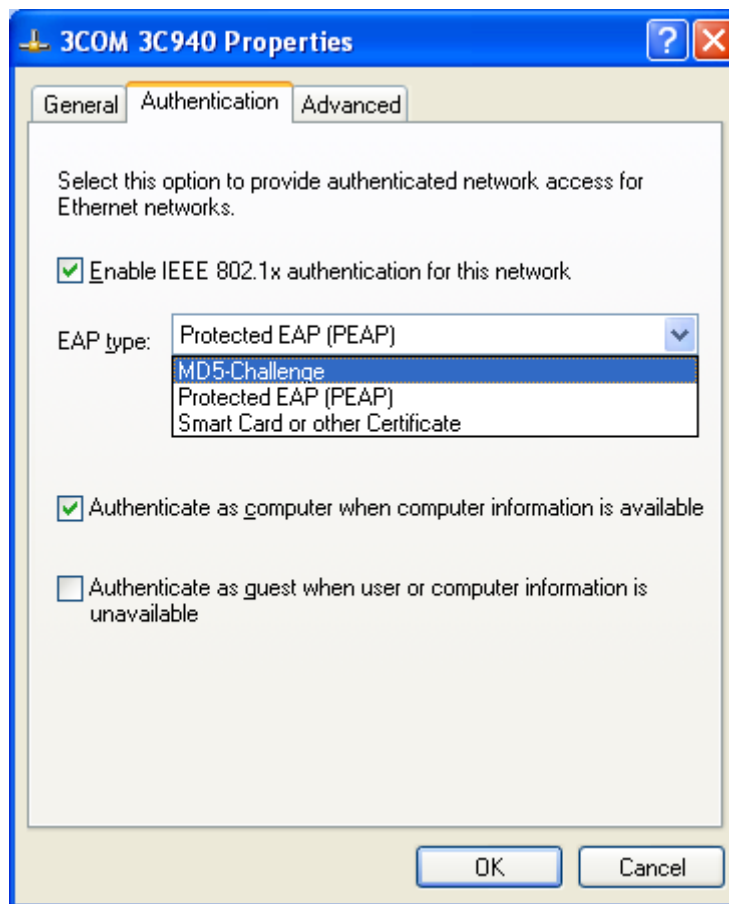 3COM 3C940 Properties
General Authentication Advanced
Select this option to provide authenticated network access for
Ethernet networks.
Enable IEEE 802.1x authentication for this network
EAP type: Protected EAP (PEAP)
MD5-Challenge
Protected EAP (PEAP)
Smart Card or other Certificate
Authenticate as computer when computer information is available
Authenticate as guest when user or computer information is
unavailable
OK Cancel